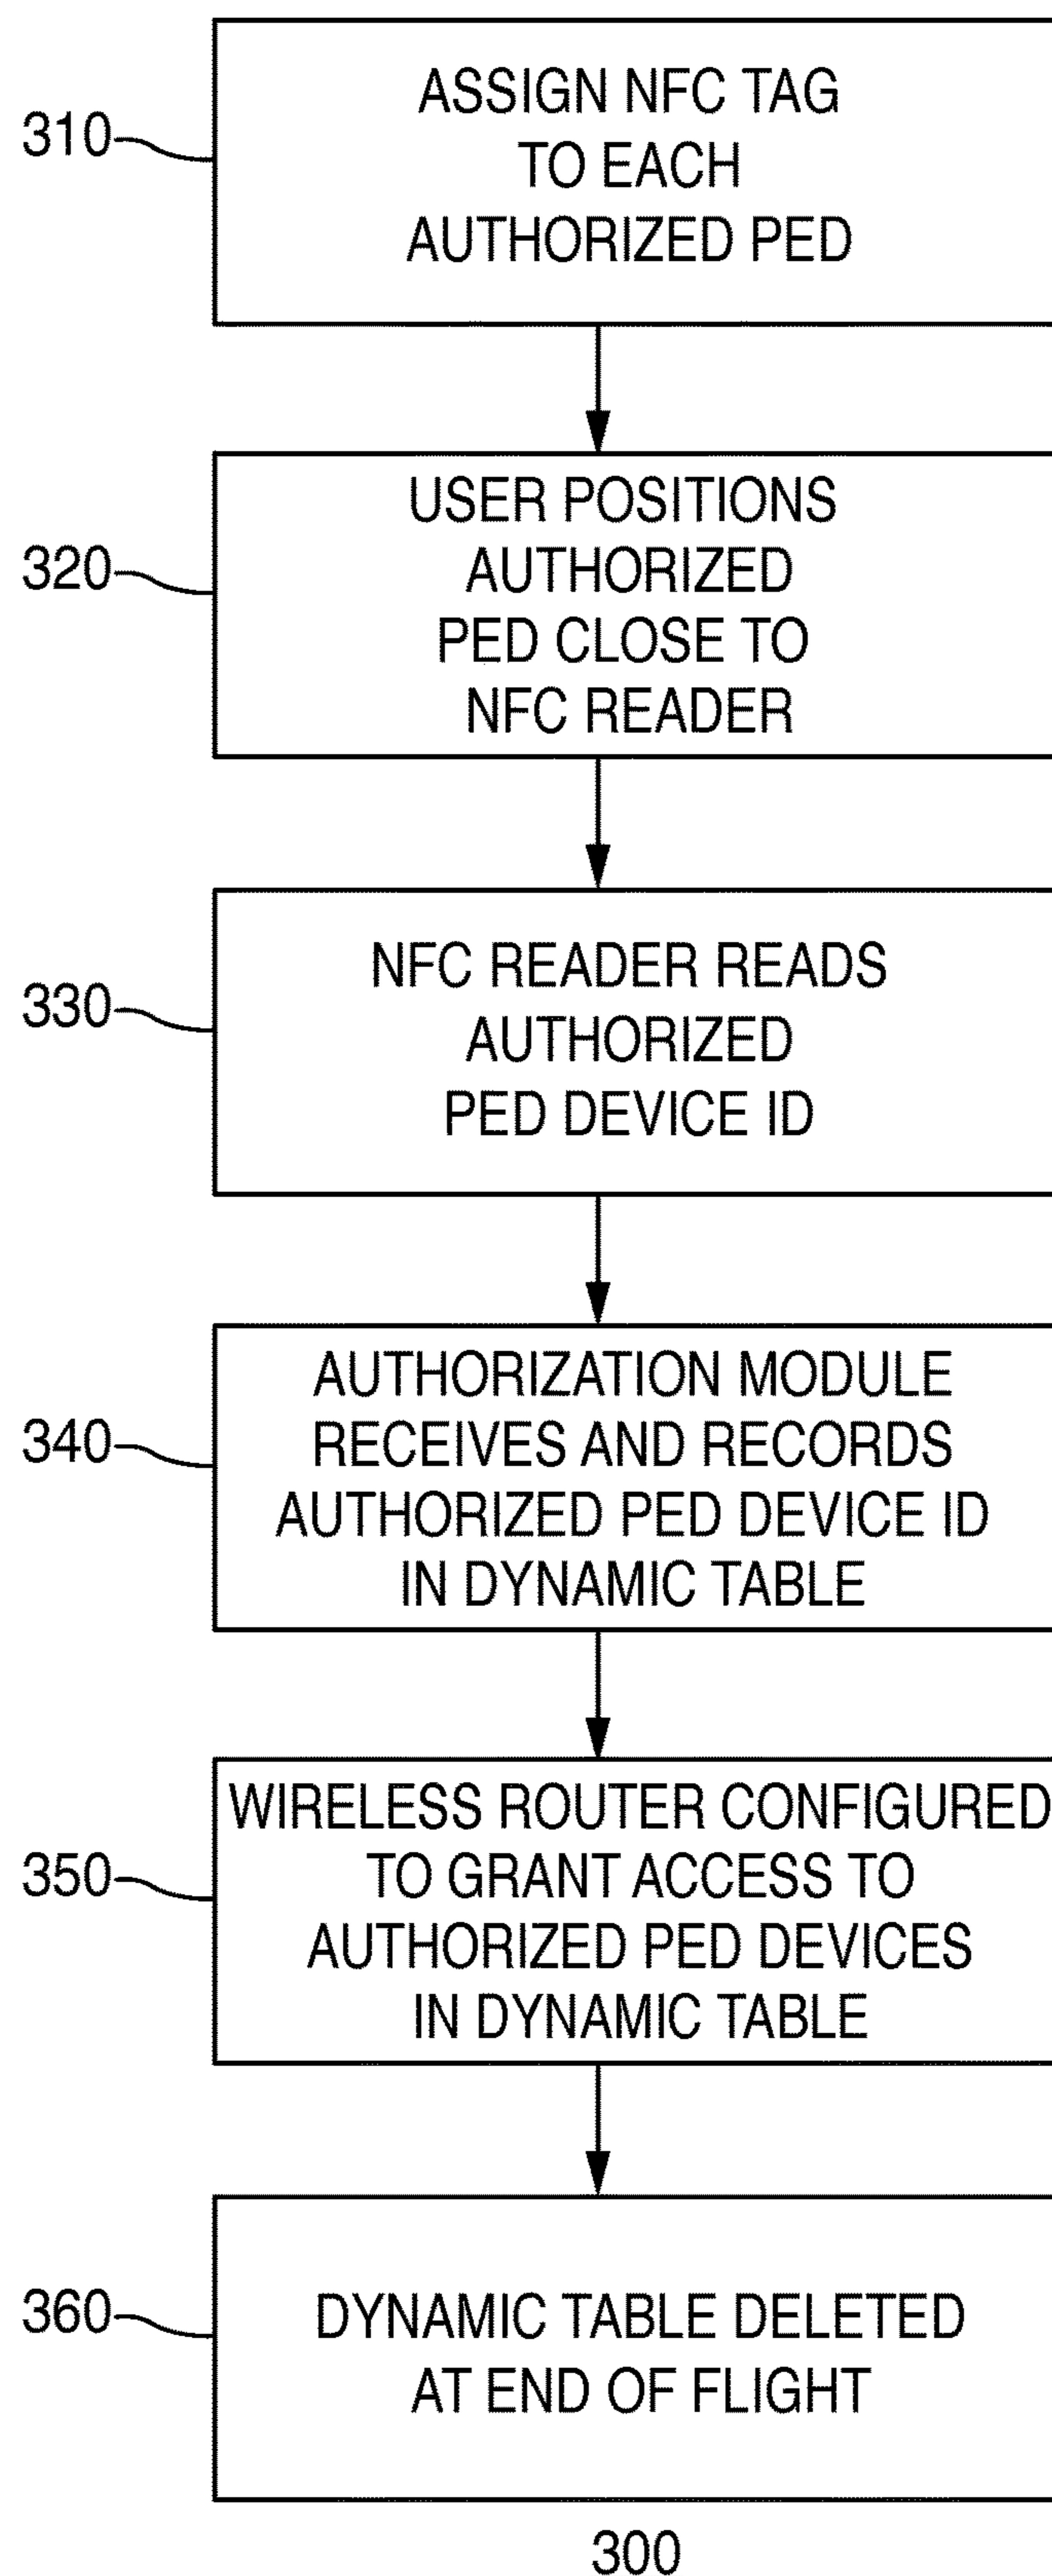 310
ASSIGN NFC TAG
TO EACH
AUTHORIZED PED
320
USER POSITIONS
AUTHORIZED
PED CLOSE TO
NFC READER
330
NFC READER READS
AUTHORIZED
PED DEVICE ID
340
AUTHORIZATION MODULE
RECEIVES AND RECORDS
AUTHORIZED PED DEVICE ID
IN DYNAMIC TABLE
350
WIRELESS ROUTER CONFIGURED
TO GRANT ACCESS TO
AUTHORIZED PED DEVICES
IN DYNAMIC TABLE
360
DYNAMIC TABLE DELETED
AT END OF FLIGHT
300